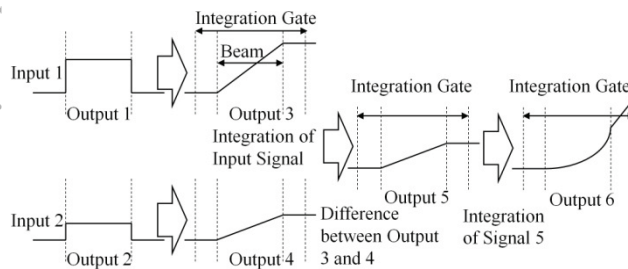 Integration Gate
Input 1
Beam
Output 1
Output 3
Integration of
Input Signal
Integration Gate
Integration Gate
Output 5
Output 6
Input 2
Output 2
Output 4
Difference
between Output
3 and 4
Integration
of Signal 5